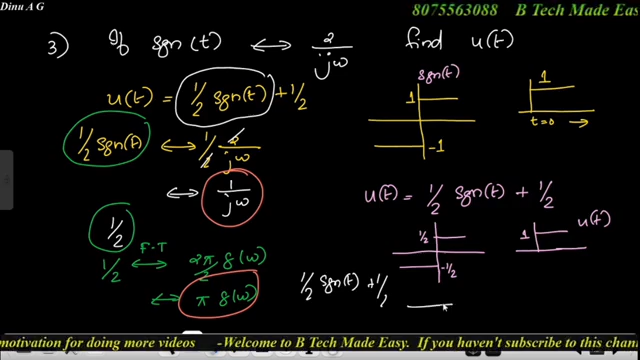 Dinu A G
8075563088 B Tech Made Easy
3) If sgn(t) ↔ 2/jω find u(t)
u(t) = 1/2 sgn(t) + 1/2
1/2 sgn(t) ↔ 1/2 2/jω
↔ 1/jω
1/2
1/2 F.T ↔ 2π/2 δ(ω)
↔ π δ(ω)
sgn(t)
1
-1
1
t=0 →
u(t) = 1/2 sgn(t) + 1/2
1/2
-1/2
1
u(t)
1/2 sgn(t) + 1/2
motivation for doing more videos -Welcome to B Tech Made Easy. If you haven't subscribe to this chan